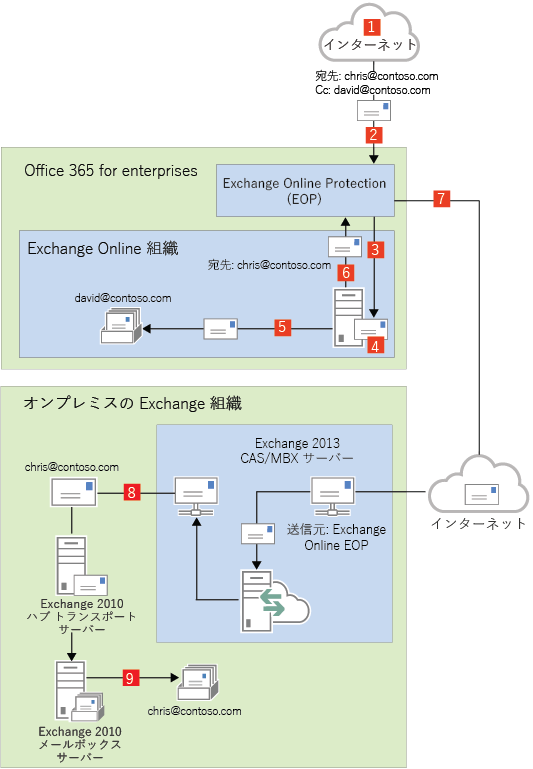 1
インターネット
宛先: chris@contoso.com
Cc: david@contoso.com
2
Office 365 for enterprises
Exchange Online Protection
(EOP)
7
Exchange Online 組織
宛先: chris@contoso.com
3
6
david@contoso.com
5
4
オンプレミスの Exchange 組織
Exchange 2013
CAS/MBX サーバー
chris@contoso.com
8
送信元: Exchange
Online EOP
インターネット
Exchange 2010
ハブ トランスポート
サーバー
9
chris@contoso.com
Exchange 2010
メールボックス
サーバー